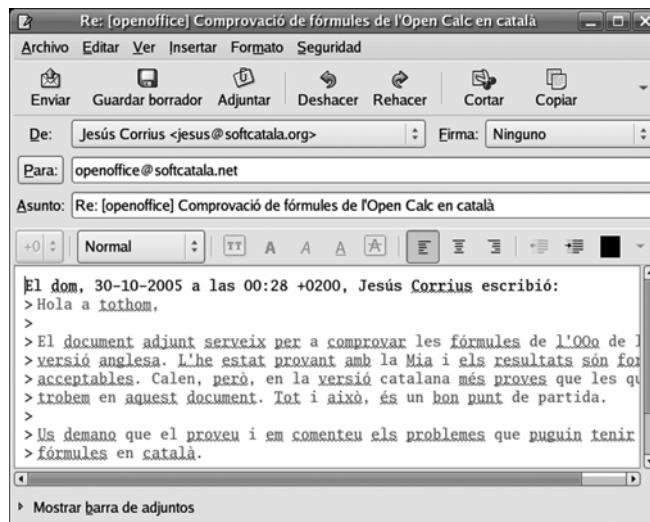 Re: [openoffice] Comprovació de fórmules de l'Open Calc en català
Archivo Editar Ver Insertar Formato Seguridad
Enviar Guardar borrador Adjuntar Deshacer Rehacer Cortar Copiar
De: Jesús Corrius <jesus@softcatala.org> Firma: Ninguno
Para: openoffice@softcatala.net
Asunto: Re: [openoffice] Comprovació de fórmules de l'Open Calc en català
+0 Normal TT A A A A
El dom, 30-10-2005 a las 00:28 +0200, Jesús Corrius escribió:
> Hola a tothom,
>
> El document adjunt serveix per a comprovar les fórmules de l'OOo de l
> versió anglesa. L'he estat provant amb la Mia i els resultats són for
> acceptables. Calen, però, en la versió catalana més proves que les qu
> trobem en aquest document. Tot i això, és un bon punt de partida.
>
> Us demano que el proveu i em comenteu els problemes que puguin tenir
> fórmules en català.
Mostrar barra de adjuntos